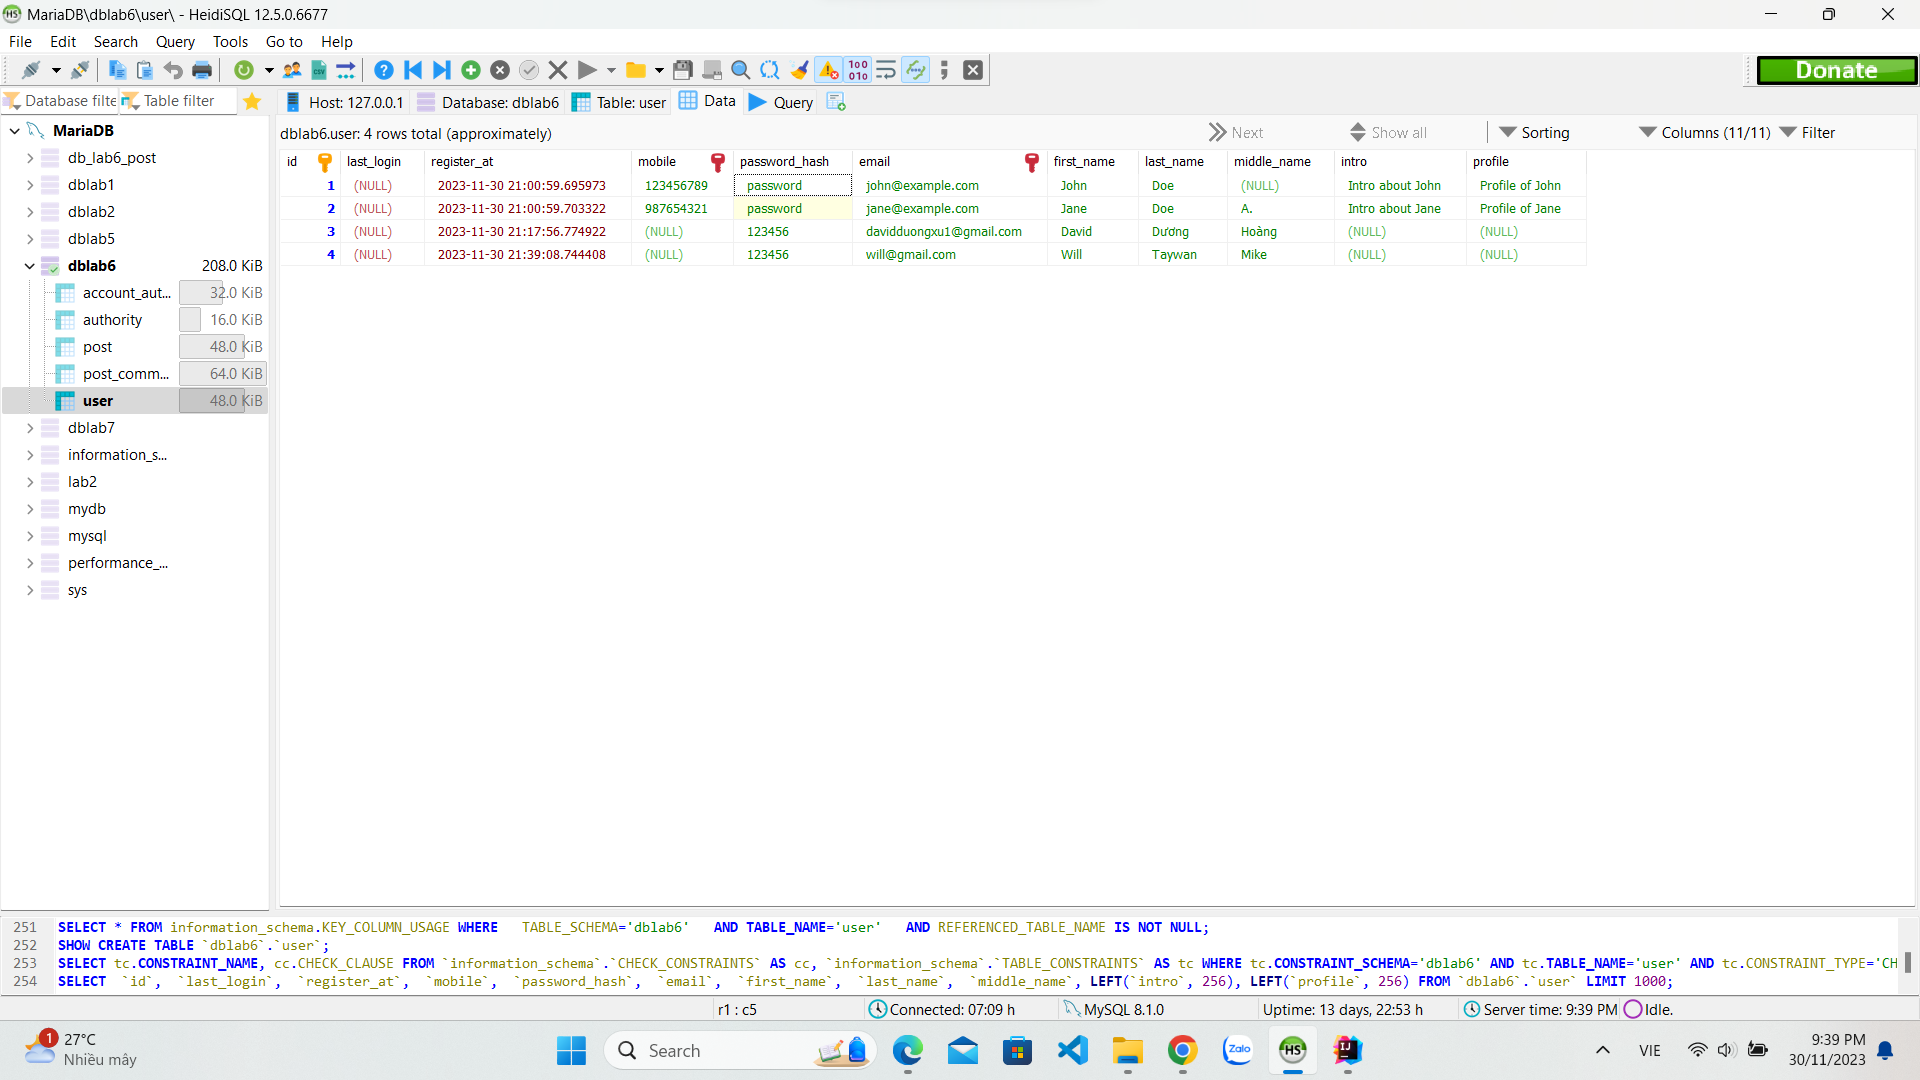 MariaDB\dblab6\user\ - HeidiSQL 12.5.0.6677
File Edit Search Query Tools Go to Help
Donate
Database filte Table filter
Host: 127.0.0.1 Database: dblab6 Table: user Data Query
dblab6.user: 4 rows total (approximately) Next Show all Sorting Columns (11/11) Filter
MariaDB
db_lab6_post
dblab1
dblab2
dblab5
dblab6 208.0 KiB
account_aut... 32.0 KiB
authority 16.0 KiB
post 48.0 KiB
post_comm... 64.0 KiB
user 48.0 KiB
dblab7
information_s...
lab2
mydb
mysql
performance_...
sys
id last_login register_at mobile password_hash email first_name last_name middle_name intro profile
1 (NULL) 2023-11-30 21:00:59.695973 123456789 password john@example.com John Doe (NULL) Intro about John Profile of John
2 (NULL) 2023-11-30 21:00:59.703322 987654321 password jane@example.com Jane Doe A. Intro about Jane Profile of Jane
3 (NULL) 2023-11-30 21:17:56.774922 (NULL) 123456 davidduongxu1@gmail.com David Dương Hoàng (NULL) (NULL)
4 (NULL) 2023-11-30 21:39:08.744408 (NULL) 123456 will@gmail.com Will Taywan Mike (NULL) (NULL)
251 SELECT * FROM information_schema.KEY_COLUMN_USAGE WHERE TABLE_SCHEMA='dblab6' AND TABLE_NAME='user' AND REFERENCED_TABLE_NAME IS NOT NULL;
252 SHOW CREATE TABLE `dblab6`.`user`;
253 SELECT tc.CONSTRAINT_NAME, cc.CHECK_CLAUSE FROM `information_schema`.`CHECK_CONSTRAINTS` AS cc, `information_schema`.`TABLE_CONSTRAINTS` AS tc WHERE tc.CONSTRAINT_SCHEMA='dblab6' AND tc.TABLE_NAME='user' AND tc.CONSTRAINT_TYPE='CH
254 SELECT `id`, `last_login`, `register_at`, `mobile`, `password_hash`, `email`, `first_name`, `last_name`, `middle_name`, LEFT(`intro`, 256), LEFT(`profile`, 256) FROM `dblab6`.`user` LIMIT 1000;
r1 : c5 Connected: 07:09 h MySQL 8.1.0 Uptime: 13 days, 22:53 h Server time: 9:39 PM Idle.
1 27°C
Nhiều mây
Search
Zalo
HS
VIE
9:39 PM
30/11/2023